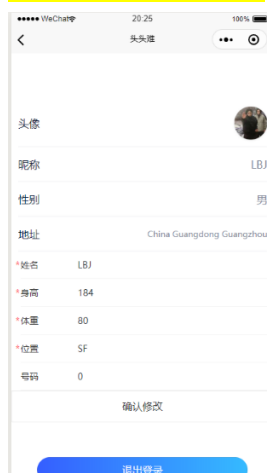 WeChat 20:25 100%
头头雅
头像
昵称 LBJ
性别 男
地址 China Guangdong Guangzhou
*姓名 LBJ
*身高 184
*体重 80
*位置 SF
号码 0
确认修改
退出登录